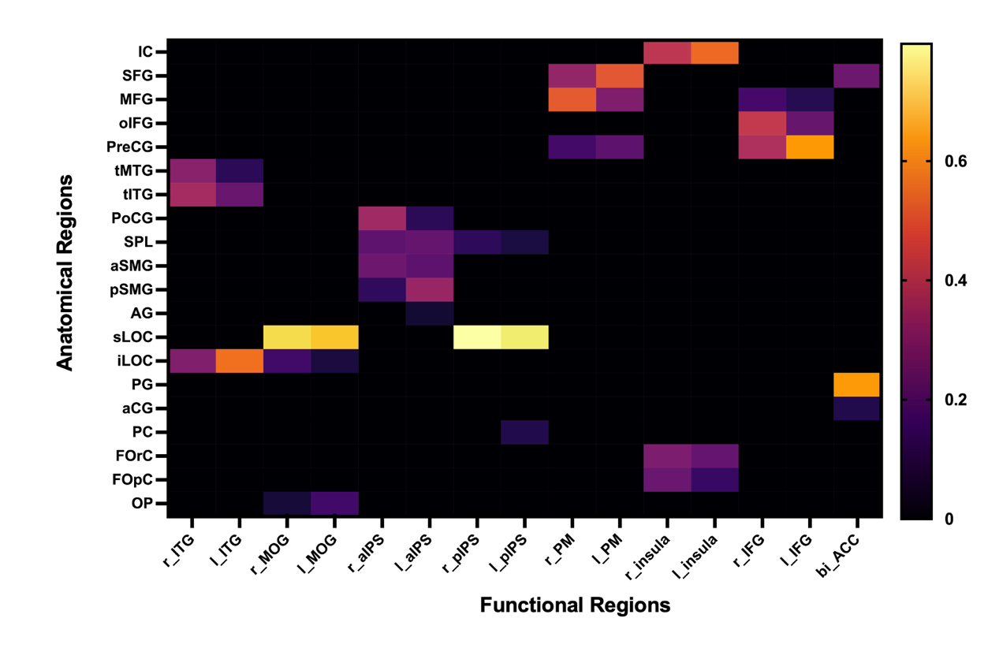 IC
SFG
MFG
oIFG
PreCG
tMTG
tITG
PoCG
SPL
aSMG
pSMG
AG
sLOC
iLOC
PG
aCG
PC
FOrC
FOpC
OP
Anatomical Regions
r_ITG
l_ITG
r_MOG
l_MOG
r_aIPS
l_aIPS
r_pIPS
l_pIPS
r_PM
l_PM
r_insula
l_insula
r_IFG
l_IFG
bi_ACC
Functional Regions
0.6
0.4
0.2
0